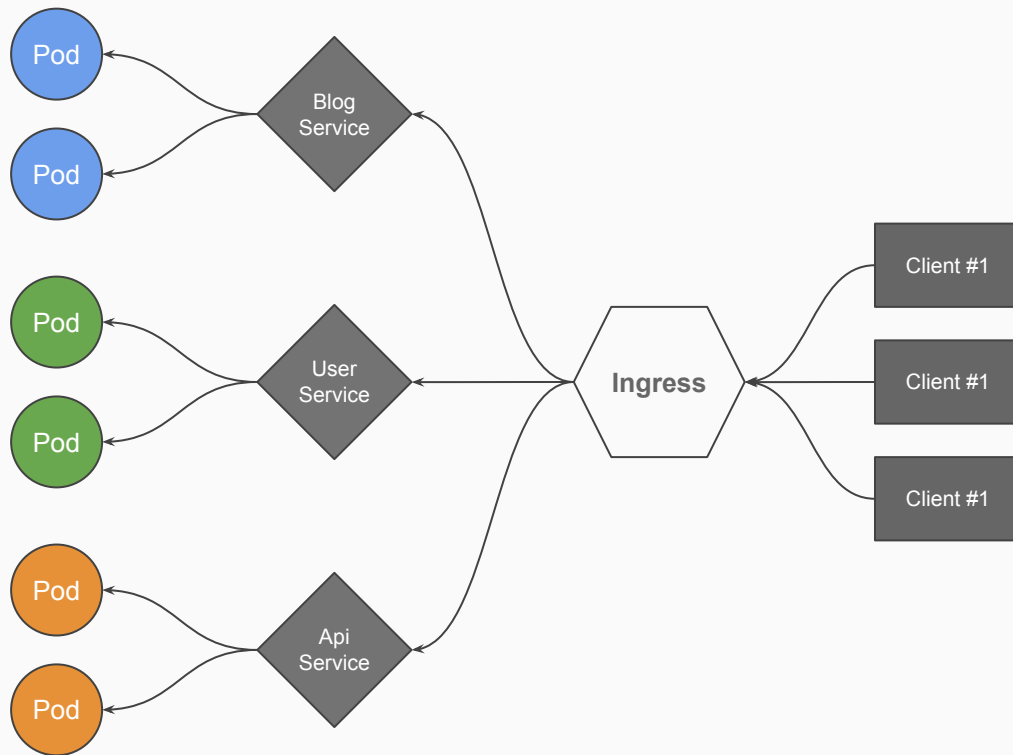 Pod
Pod
Blog
Service
Pod
Pod
User
Service
Pod
Pod
Api
Service
Ingress
Client #1
Client #1
Client #1